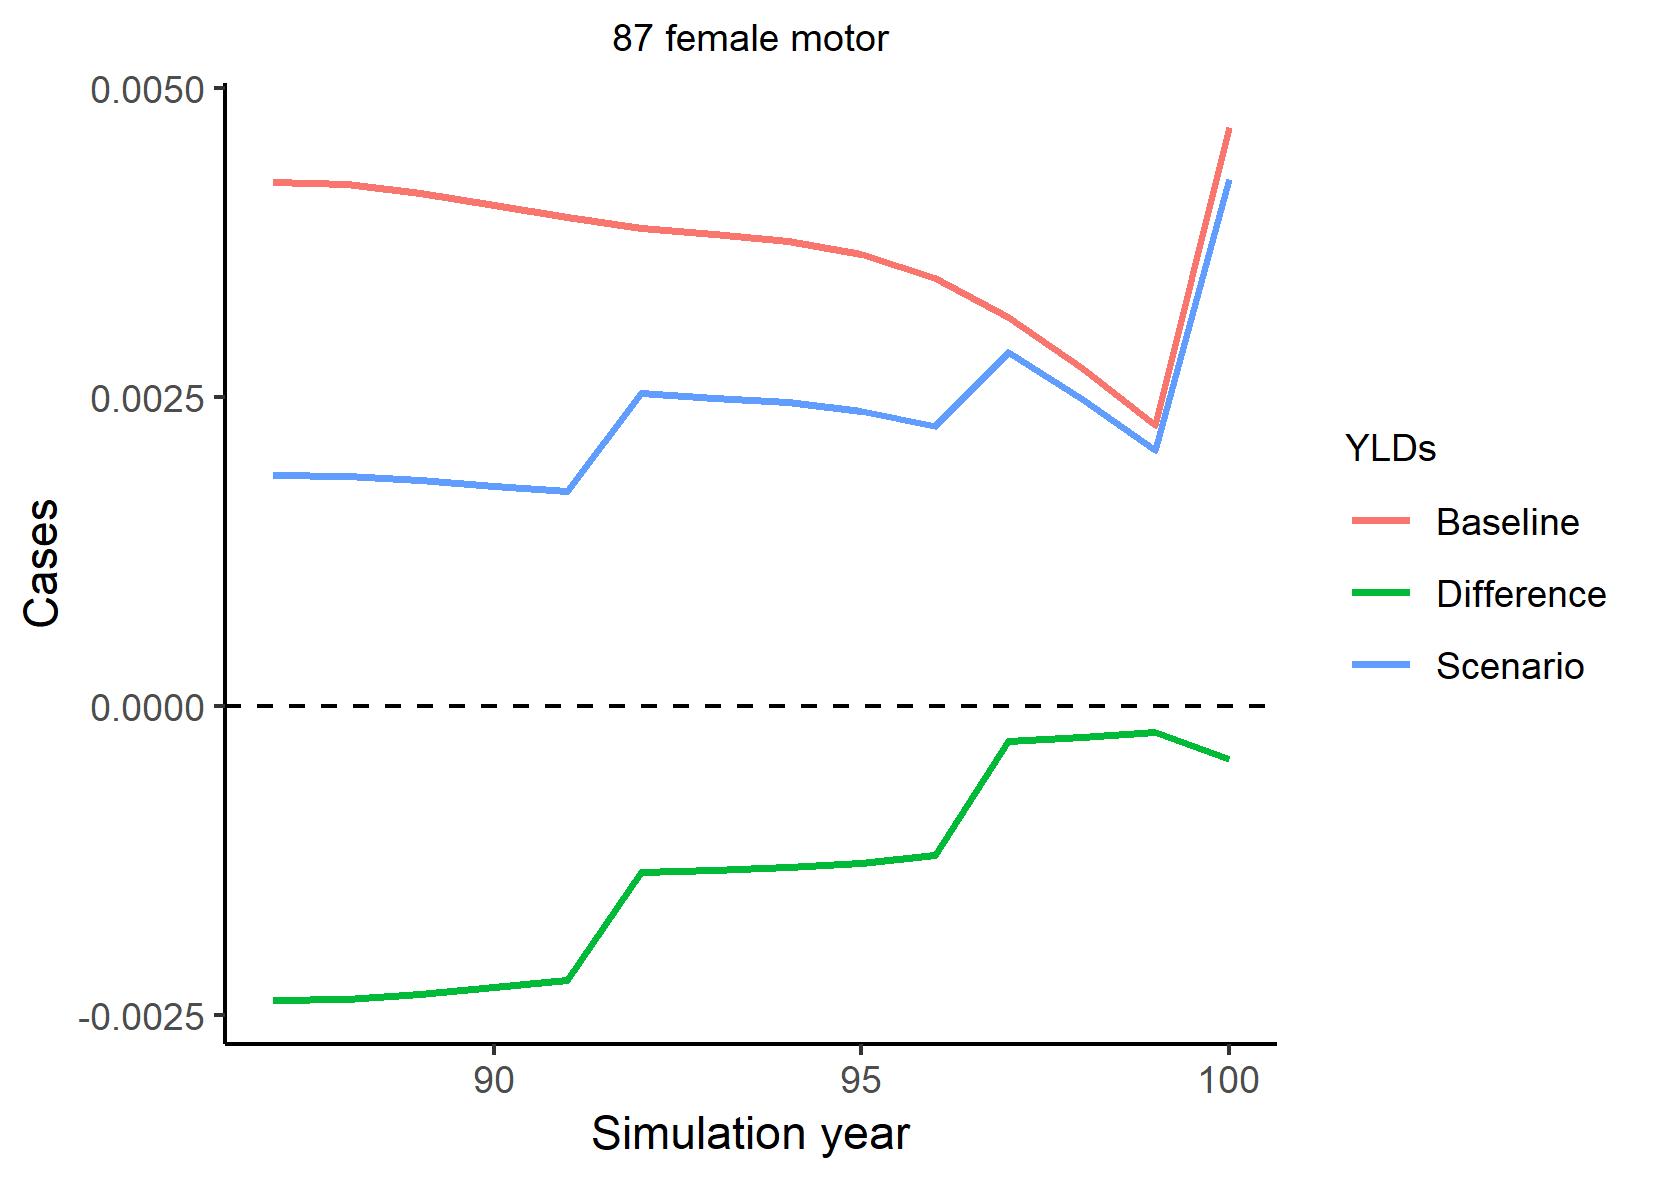 87 female motor
0.0050
0.0025
0.0000
-0.0025
Cases
90 95 100
Simulation year
YLDs
Baseline
Difference
Scenario